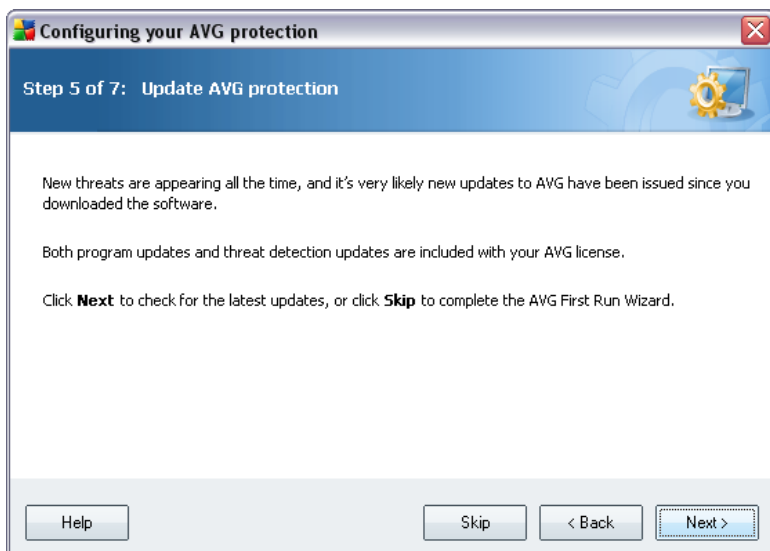 Configuring your AVG protection
Step 5 of 7: Update AVG protection
New threats are appearing all the time, and it's very likely new updates to AVG have been issued since you
downloaded the software.
Both program updates and threat detection updates are included with your AVG license.
Click Next to check for the latest updates, or click Skip to complete the AVG First Run Wizard.
Help
Skip
< Back
Next >